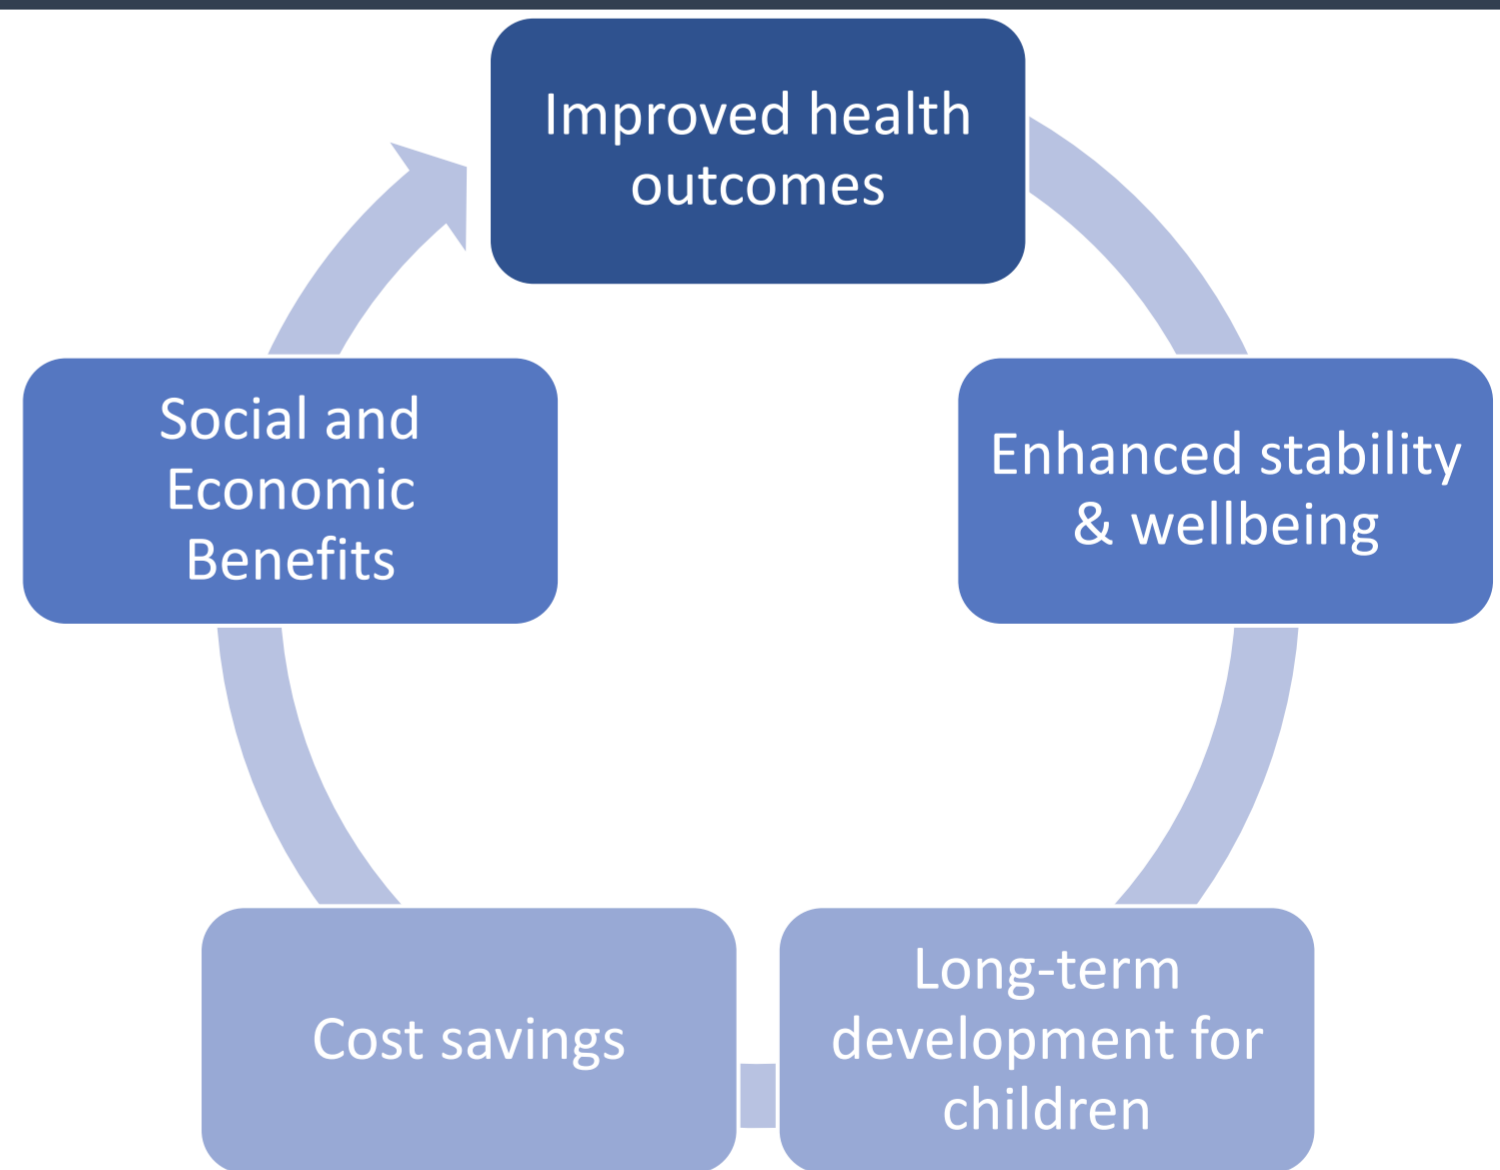 Improved health
outcomes
Enhanced stability
& wellbeing
Long-term
development for
children
Cost savings
Social and
Economic
Benefits